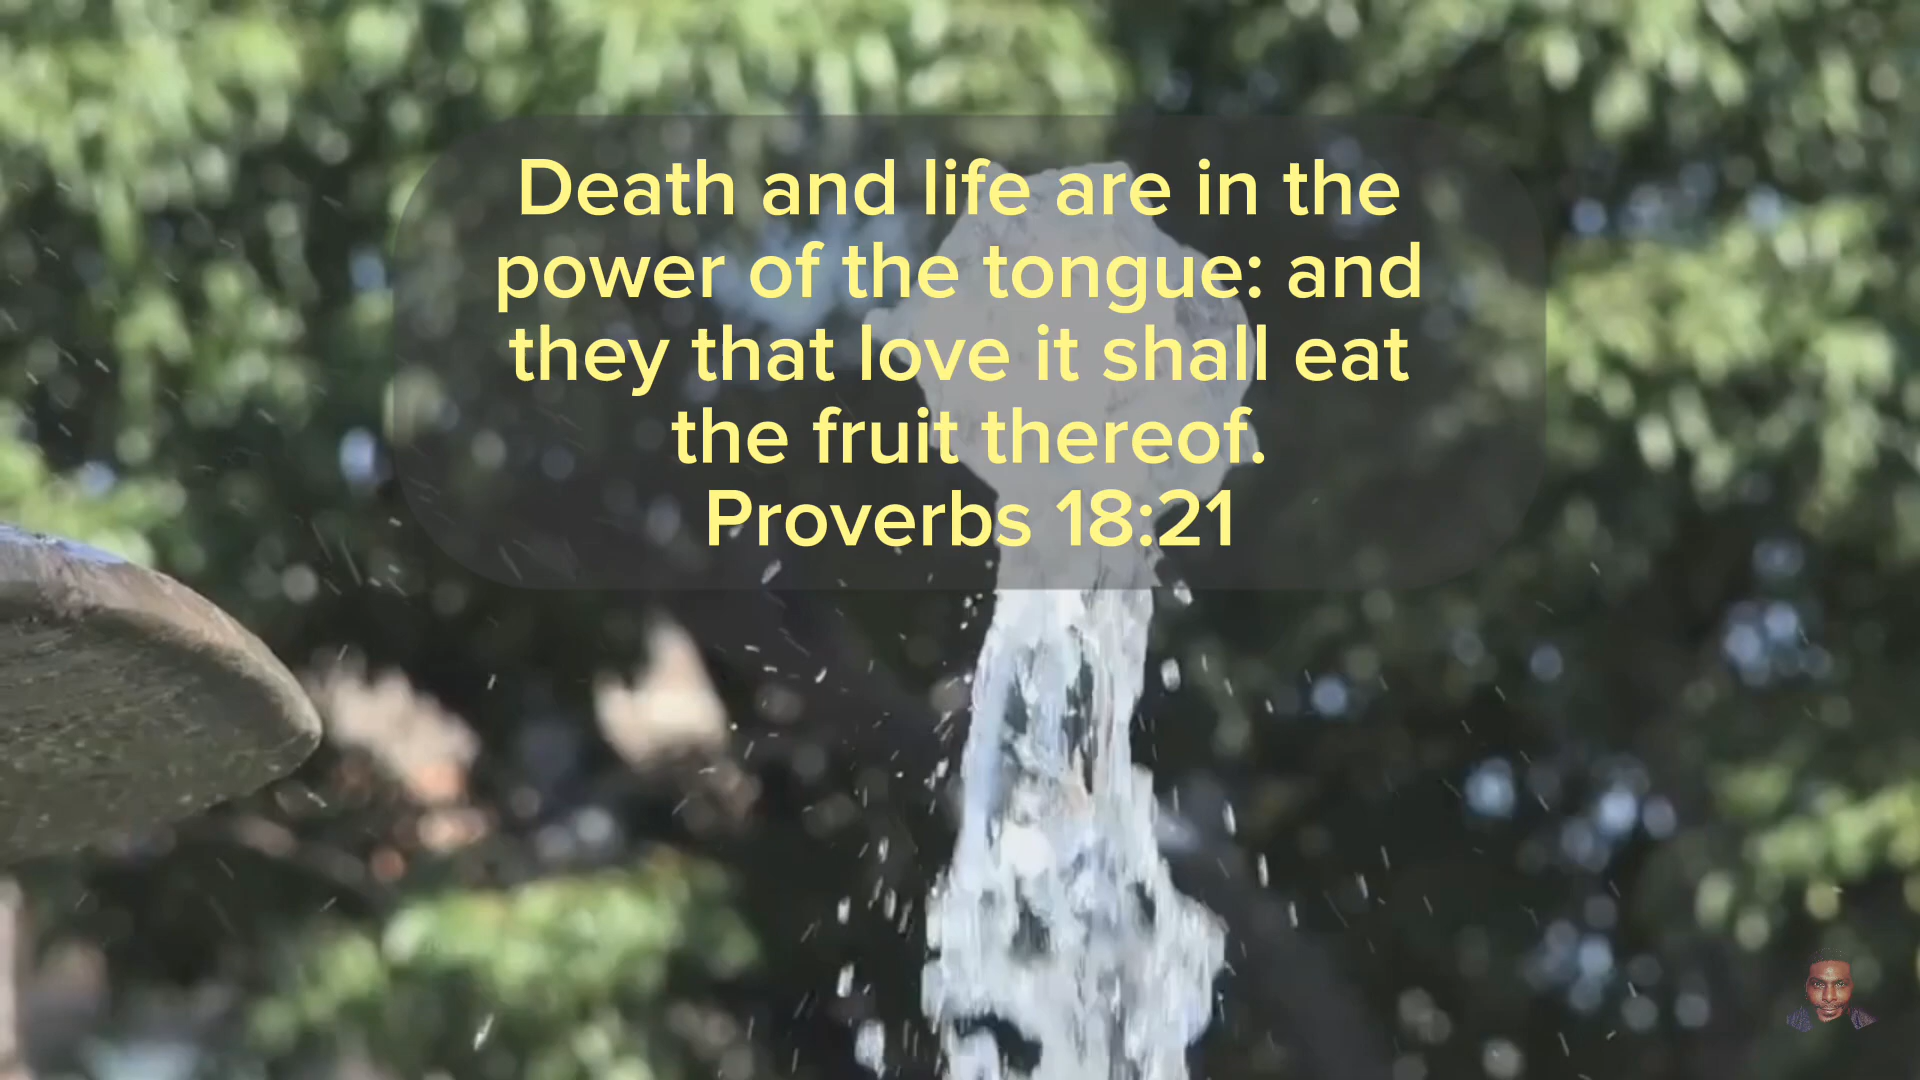 Death and life are in the
power of the tongue: and
they that love it shall eat
the fruit thereof.
Proverbs 18:21